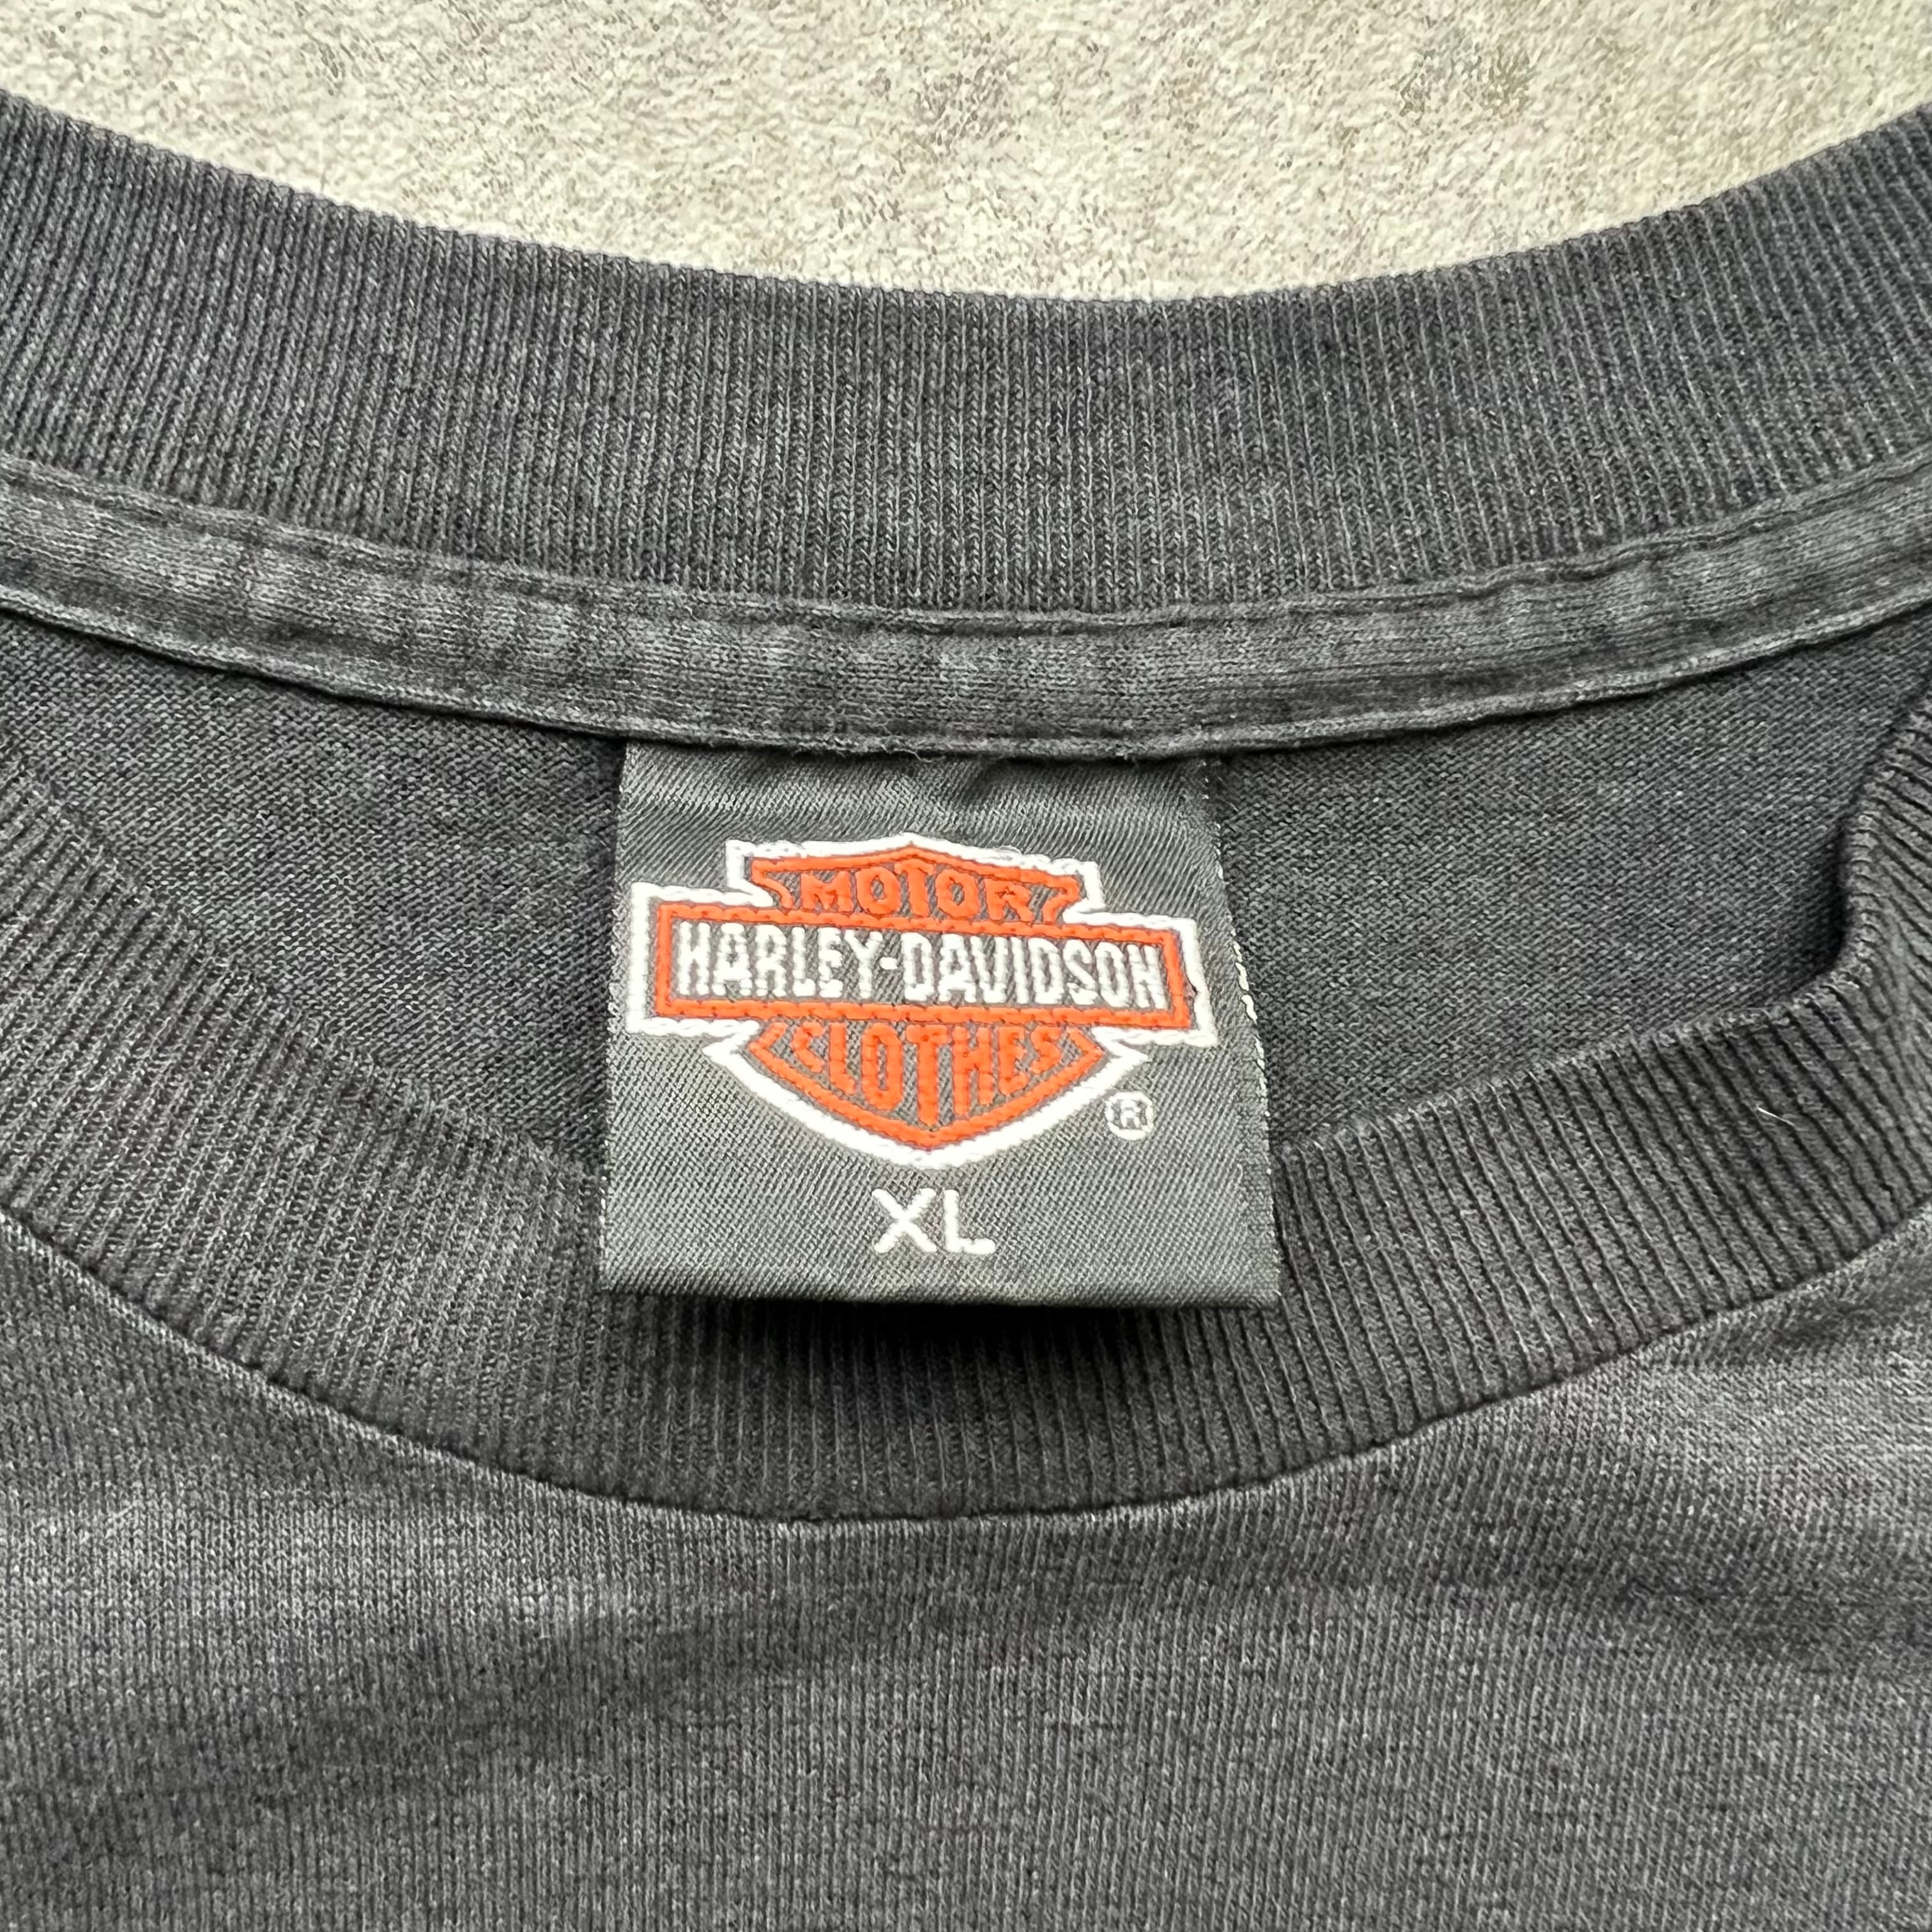 MOTOR
HARLEY-DAVIDSON
CLOTHES
®
XL